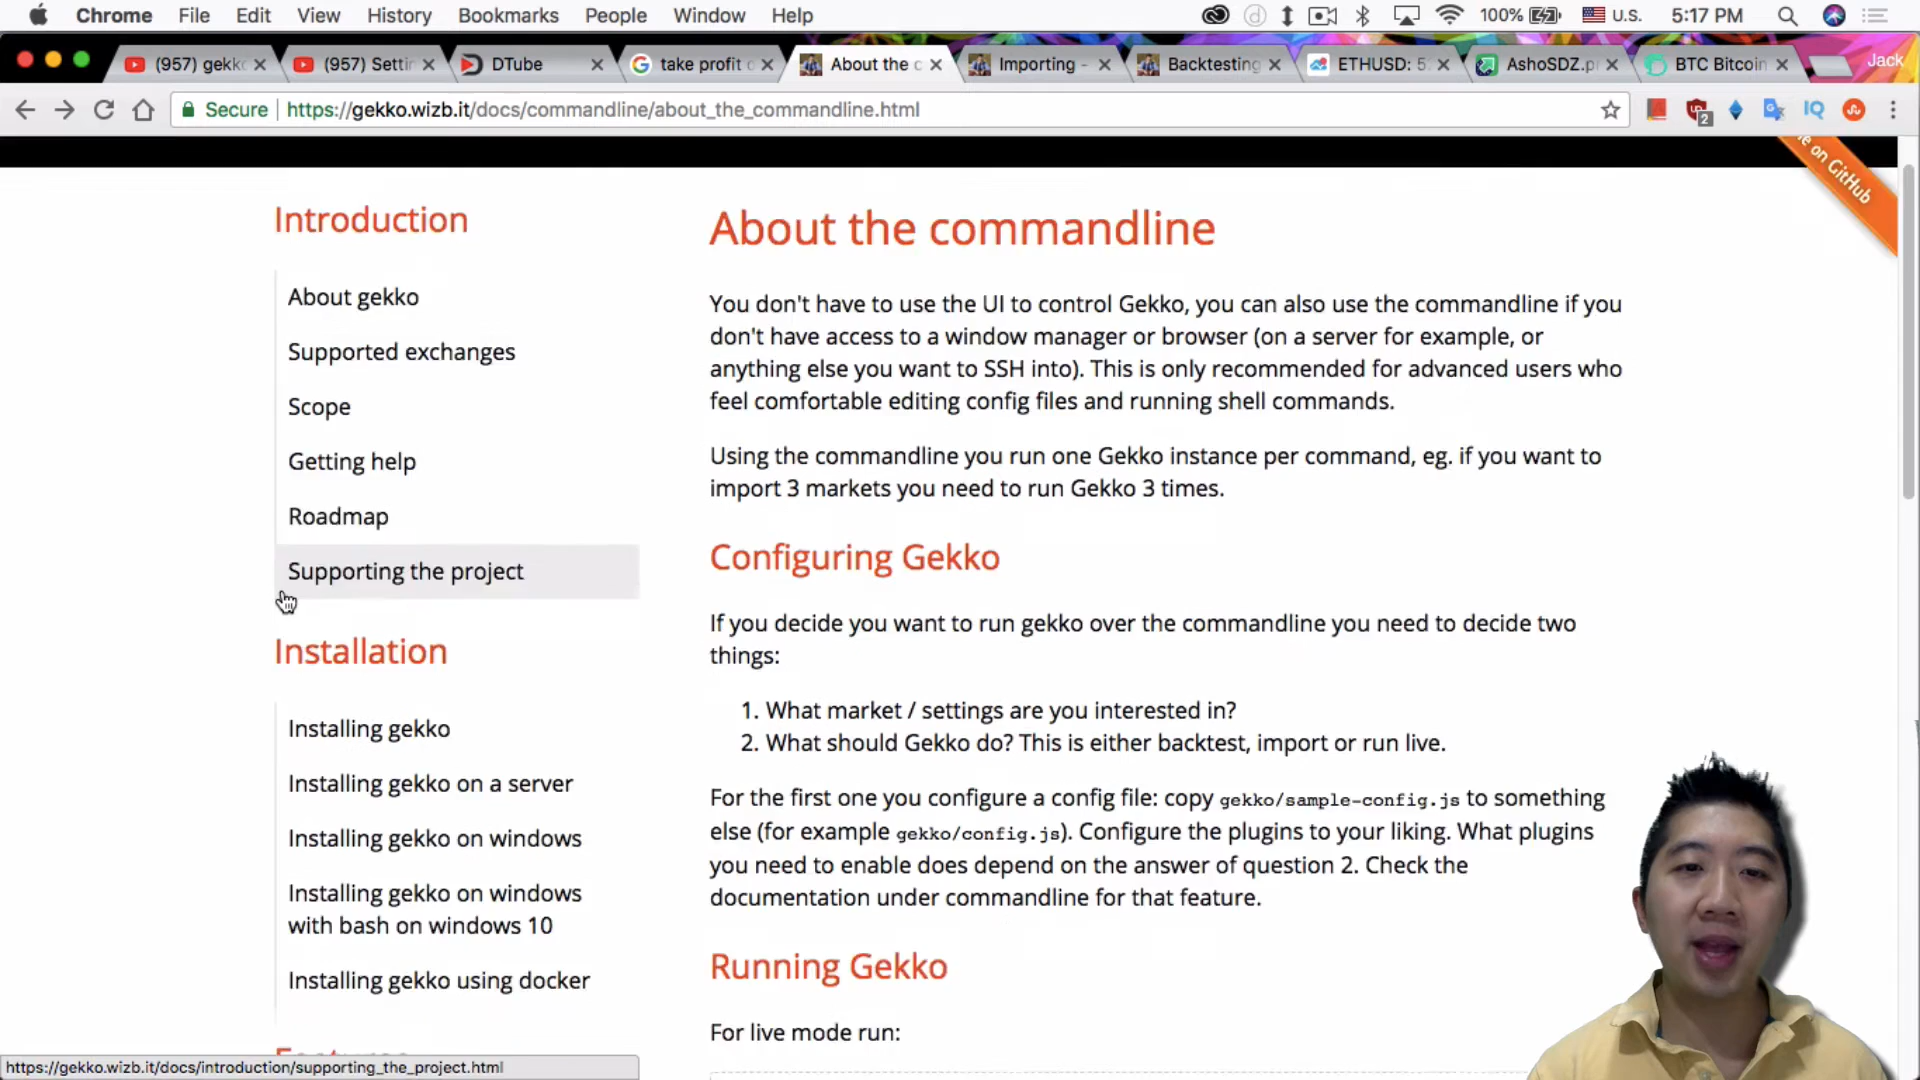 Chrome File Edit View History Bookmarks People Window Help 100% U.S. 5:17 PM
(957) gekk (957) Settin DTube take profit o About the c Importing - Backtesting ETHUSD: 5 AshoSDZ.p BTC Bitcoin Jack
Secure https://gekko.wizb.it/docs/commandline/about_the_commandline.html IQ 2
me on GitHub
Introduction
About gekko
Supported exchanges
Scope
Getting help
Roadmap
Supporting the project
Installation
Installing gekko
Installing gekko on a server
Installing gekko on windows
Installing gekko on windows
with bash on windows 10
Installing gekko using docker
https://gekko.wizb.it/docs/introduction/supporting_the_project.html
About the commandline
You don't have to use the UI to control Gekko, you can also use the commandline if you
don't have access to a window manager or browser (on a server for example, or
anything else you want to SSH into). This is only recommended for advanced users who
feel comfortable editing config files and running shell commands.
Using the commandline you run one Gekko instance per command, eg. if you want to
import 3 markets you need to run Gekko 3 times.
Configuring Gekko
If you decide you want to run gekko over the commandline you need to decide two
things:
1. What market / settings are you interested in?
2. What should Gekko do? This is either backtest, import or run live.
For the first one you configure a config file: copy gekko/sample-config.js to something
else (for example gekko/config.js). Configure the plugins to your liking. What plugins
you need to enable does depend on the answer of question 2. Check the
documentation under commandline for that feature.
Running Gekko
For live mode run: